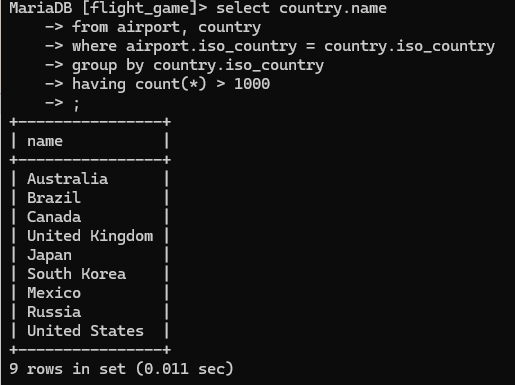 MariaDB [flight_game]> select country.name
    -> from airport, country
    -> where airport.iso_country = country.iso_country
    -> group by country.iso_country
    -> having count(*) > 1000
    -> ;
+----------------+
| name           |
+----------------+
| Australia      |
| Brazil         |
| Canada         |
| United Kingdom |
| Japan          |
| South Korea    |
| Mexico         |
| Russia         |
| United States  |
+----------------+
9 rows in set (0.011 sec)